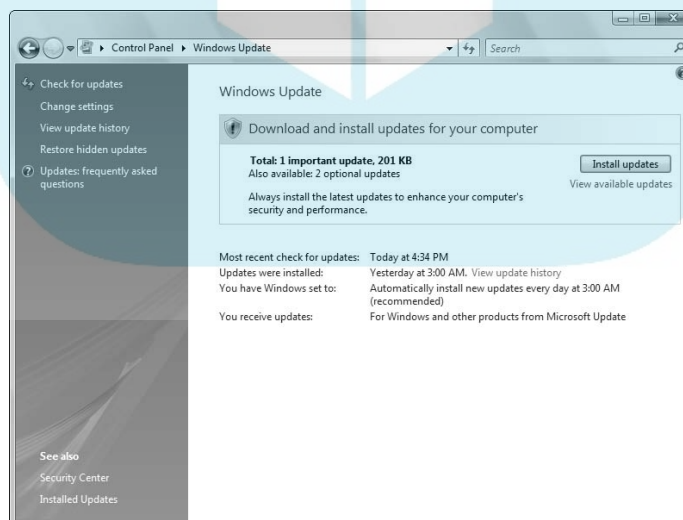 Control Panel
Windows Update
Search
Check for updates
Change settings
View update history
Restore hidden updates
Updates: frequently asked
questions
See also
Security Center
Installed Updates
Windows Update
Download and install updates for your computer
Total: 1 important update, 201 KB
Also available: 2 optional updates
Always install the latest updates to enhance your computer's
security and performance.
Install updates
View available updates
Most recent check for updates: Today at 4:34 PM
Updates were installed: Yesterday at 3:00 AM. View update history
You have Windows set to: Automatically install new updates every day at 3:00 AM
(recommended)
You receive updates: For Windows and other products from Microsoft Update